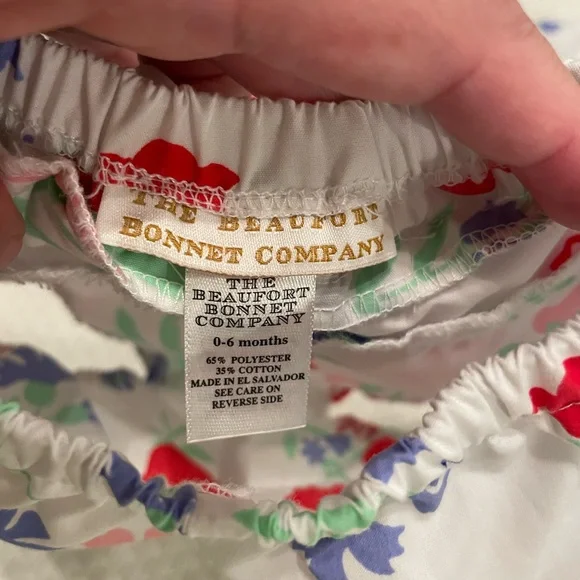 THE BEAUFORT
BONNET COMPANY
THE
BEAUFORT
BONNET
COMPANY
0-6 months
65% POLYESTER
35% COTTON
MADE IN EL SALVADOR
SEE CARE ON
REVERSE SIDE